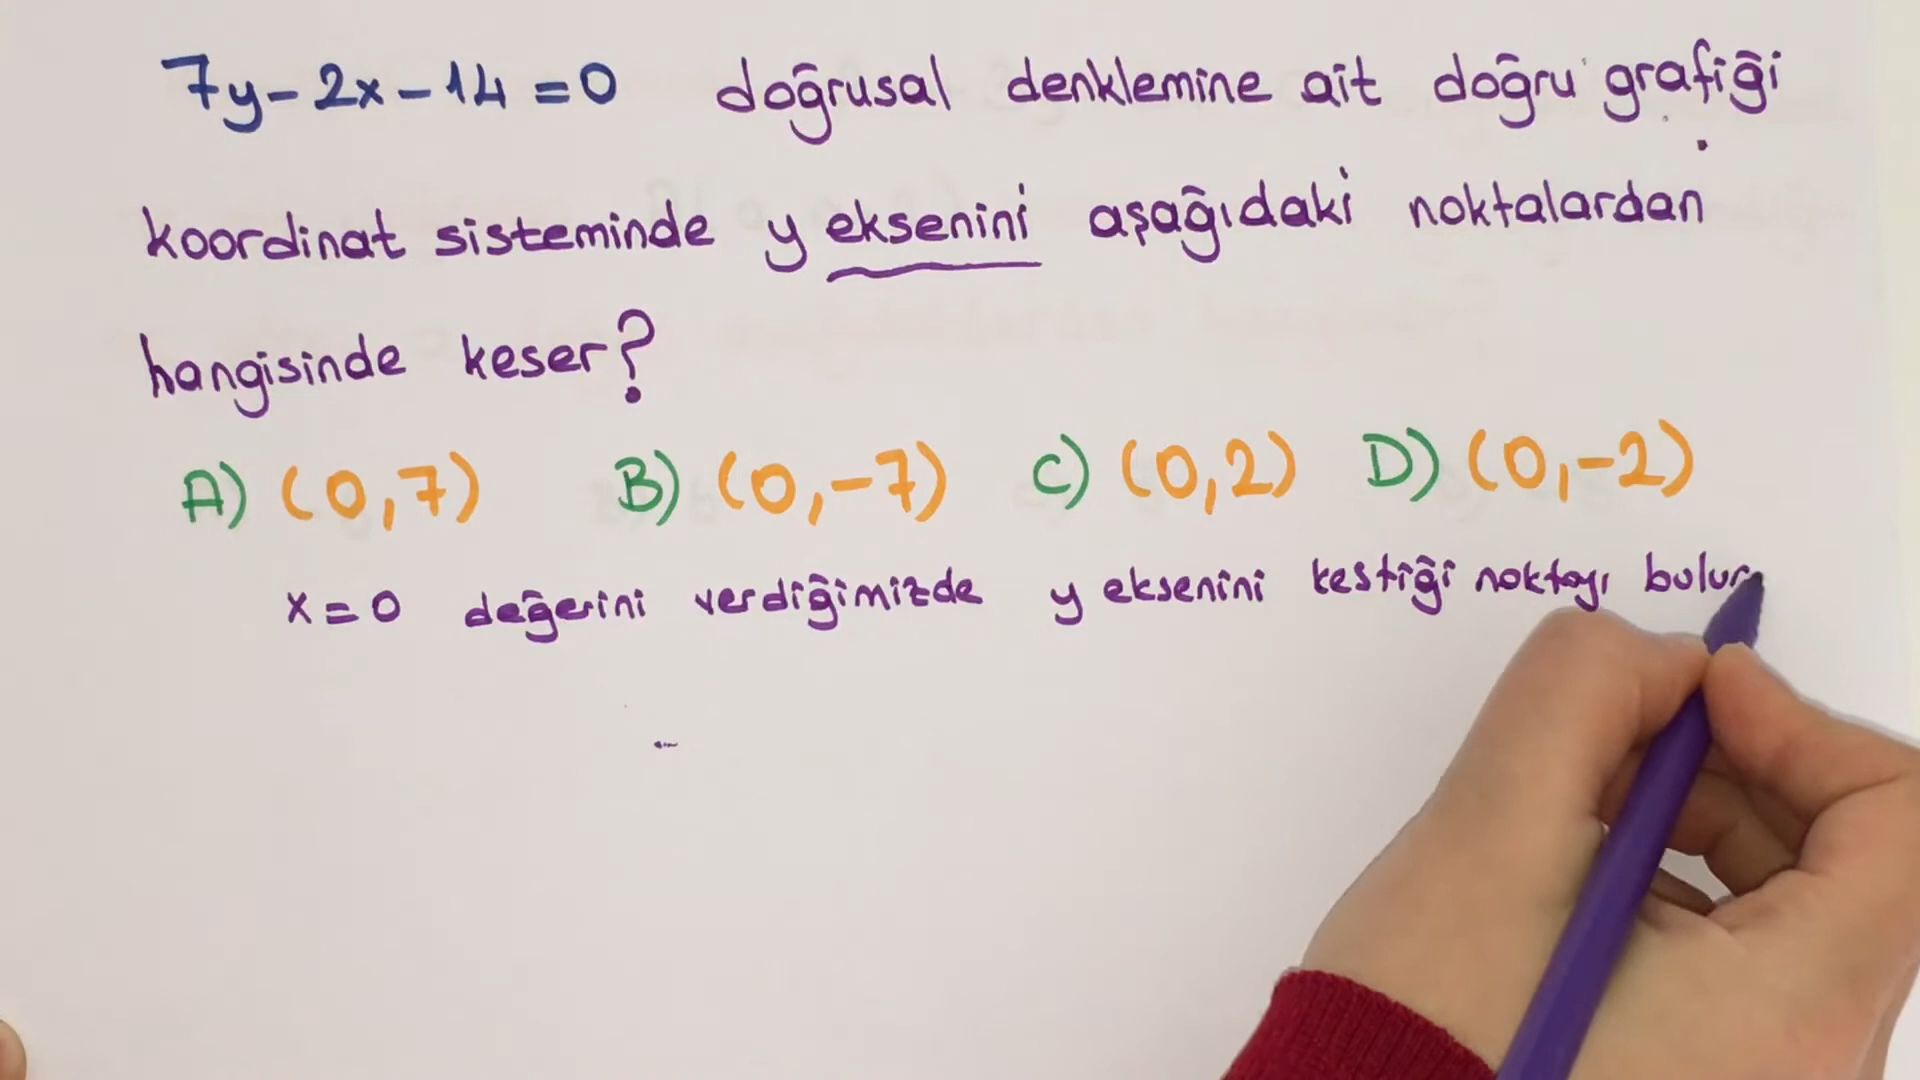 7y-2x-14=0 doğrusal denklemine ait doğru grafiği
koordinat sisteminde y eksenini aşağıdaki noktalardan
hangisinde keser?
A) (0,7) B) (0,-7) C) (0,2) D) (0,-2)
x=0 değerini verdiğimizde y eksenini kestiği noktayı